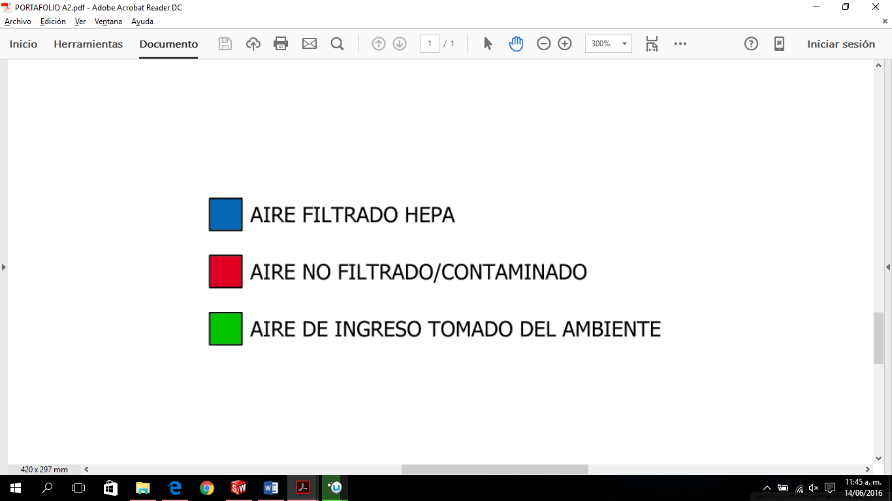 PORTAFOLIO A2.pdf - Adobe Acrobat Reader DC
Archivo Edición Ver Ventana Ayuda
Inicio Herramientas Documento 1 / 1 300% Iniciar sesión
AIRE FILTRADO HEPA
AIRE NO FILTRADO/CONTAMINADO
AIRE DE INGRESO TOMADO DEL AMBIENTE
420 x 297 mm
11:45 a. m.
14/06/2016